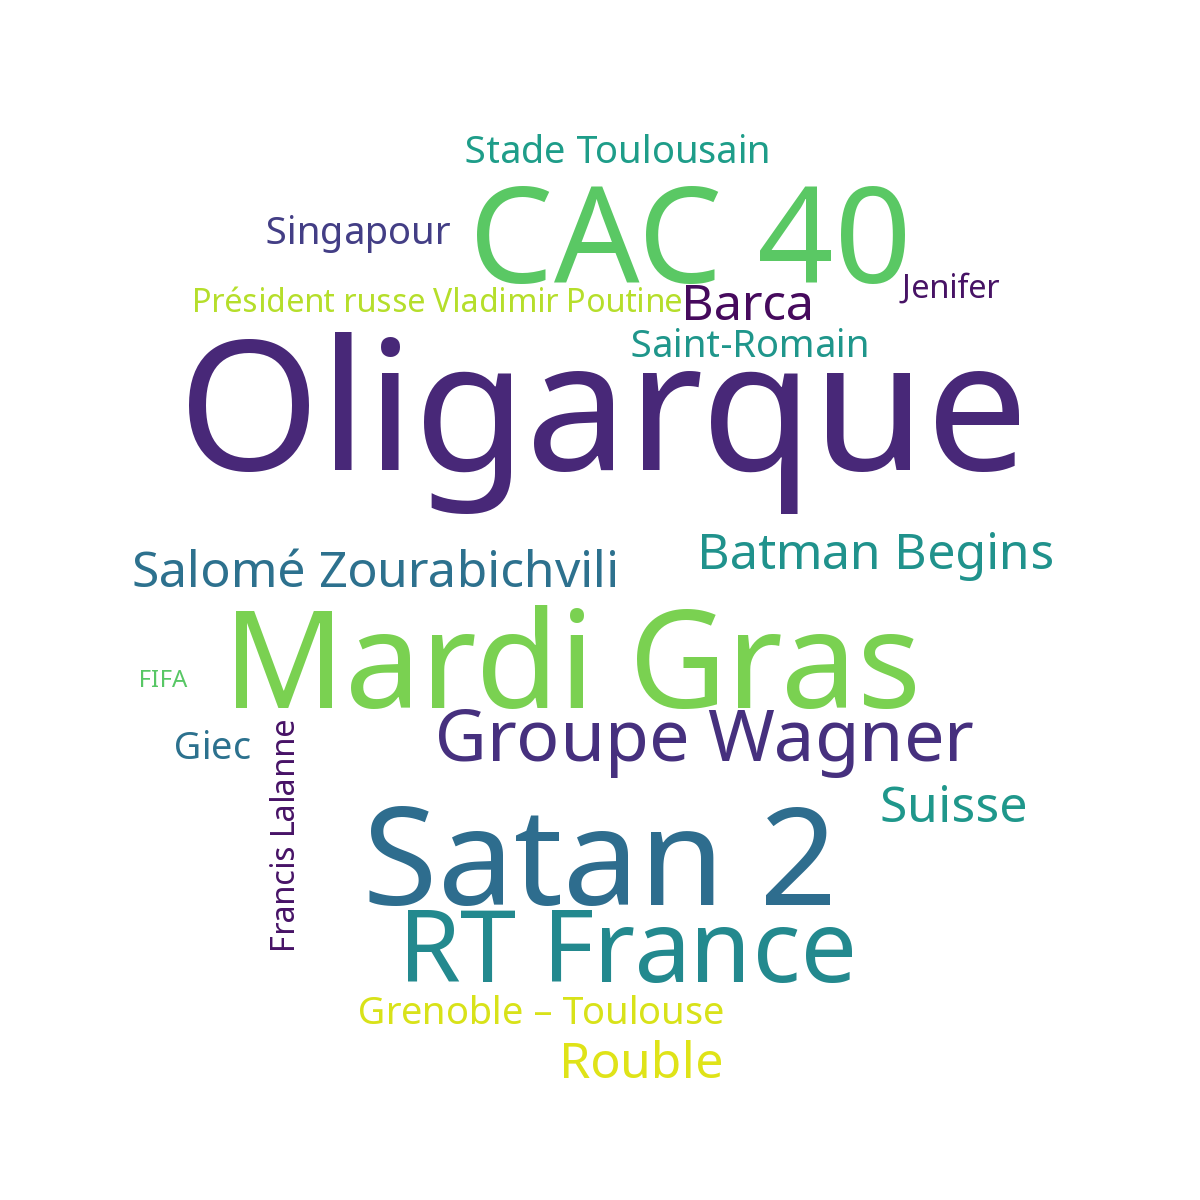 Stade Toulousain
CAC 40
Singapour
Jenifer
Président russe Vladimir Poutine
Barca
Saint-Romain
Oligarque
Batman Begins
Salomé Zourabichvili
Mardi Gras
FIFA
Groupe Wagner
Giec
Francis Lalanne
Suisse
Satan 2
RT France
Grenoble – Toulouse
Rouble